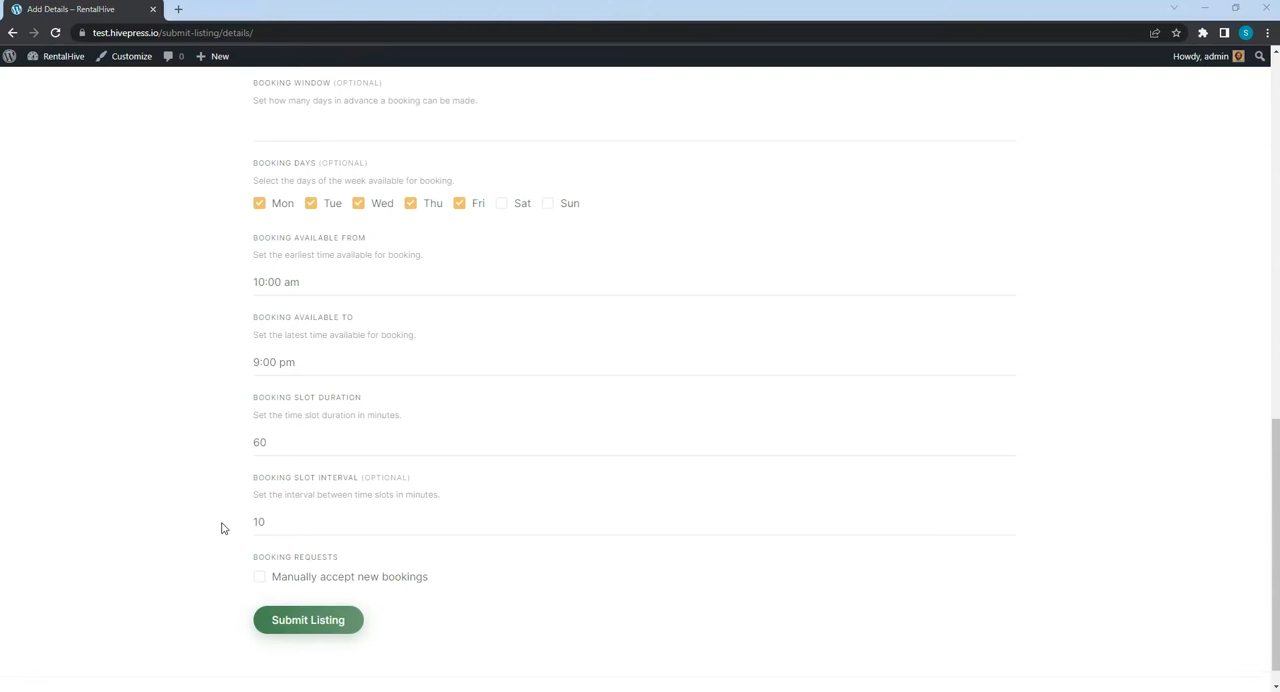 Add Details – RentalHive
test.hivepress.io/submit-listing/details/
S
RentalHive Customize 0 New Howdy, admin
BOOKING WINDOW (OPTIONAL)
Set how many days in advance a booking can be made.
BOOKING DAYS (OPTIONAL)
Select the days of the week available for booking.
Mon Tue Wed Thu Fri Sat Sun
BOOKING AVAILABLE FROM
Set the earliest time available for booking.
10:00 am
BOOKING AVAILABLE TO
Set the latest time available for booking.
9:00 pm
BOOKING SLOT DURATION
Set the time slot duration in minutes.
60
BOOKING SLOT INTERVAL (OPTIONAL)
Set the interval between time slots in minutes.
10
BOOKING REQUESTS
Manually accept new bookings
Submit Listing